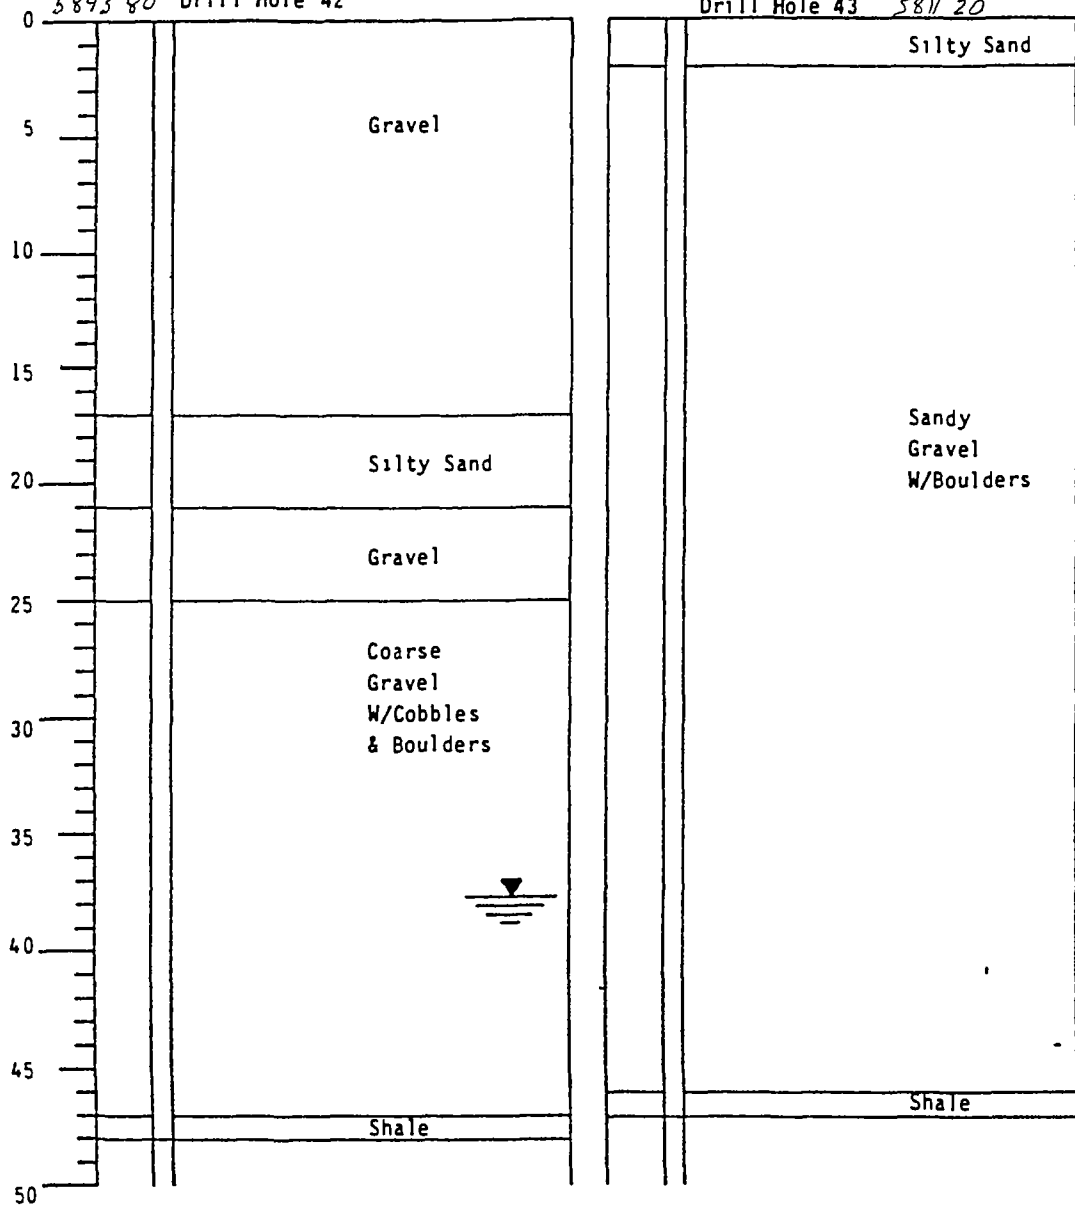 5893 80 Drill Hole 42
Drill Hole 43 5811 20
0
5
10
15
20
25
30
35
40
45
50
Gravel
Silty Sand
Gravel
Coarse
Gravel
W/Cobbles
& Boulders
Shale
Silty Sand
Sandy
Gravel
W/Boulders
Shale